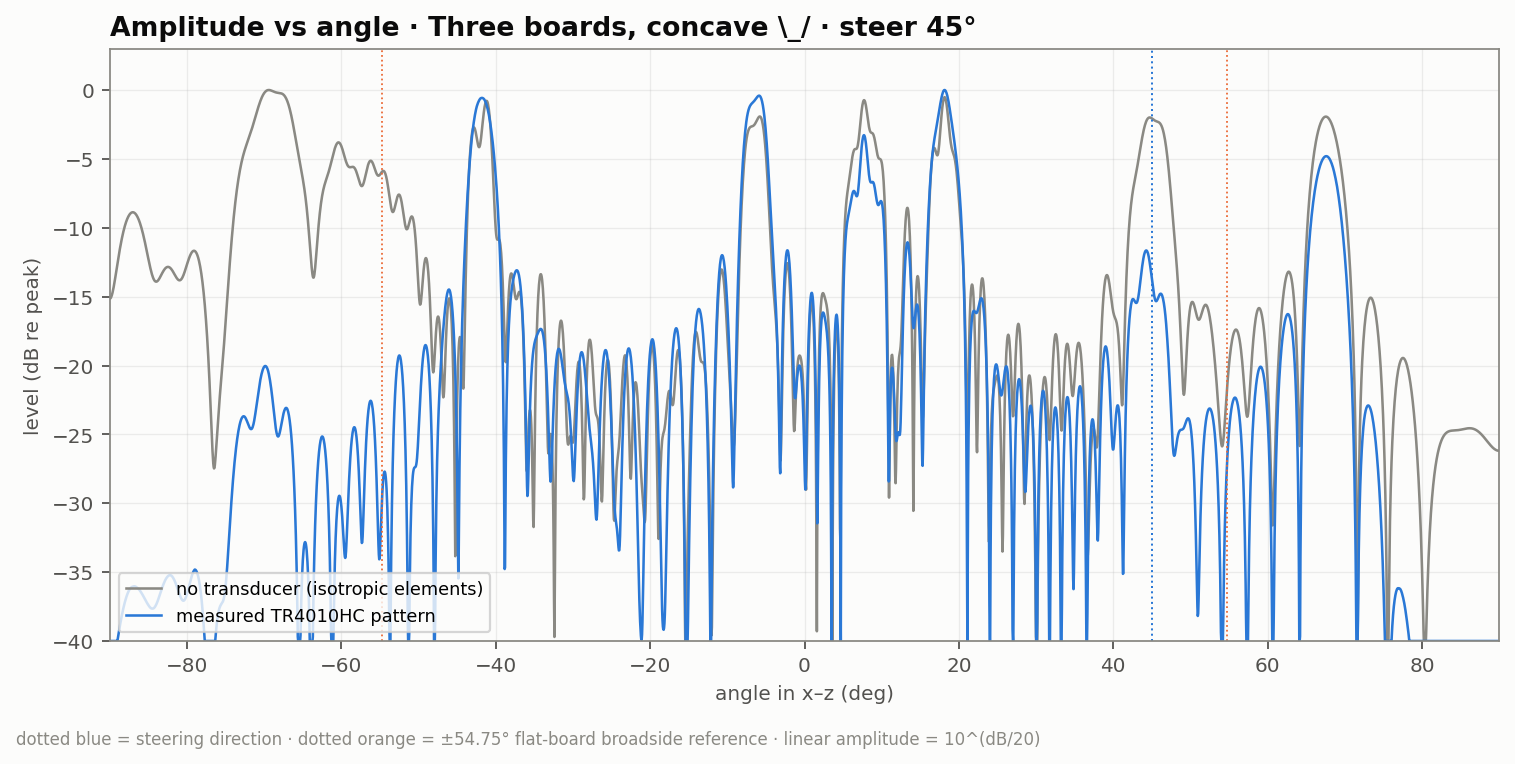 Amplitude vs angle · Three boards, concave \_/ · steer 45°
0
−5
−10
−15
−20
−25
−30
−35
−40
level (dB re peak)
no transducer (isotropic elements)
measured TR4010HC pattern
−80 −60 −40 −20 0 20 40 60 80
angle in x–z (deg)
dotted blue = steering direction · dotted orange = ±54.75° flat-board broadside reference · linear amplitude = 10^(dB/20)